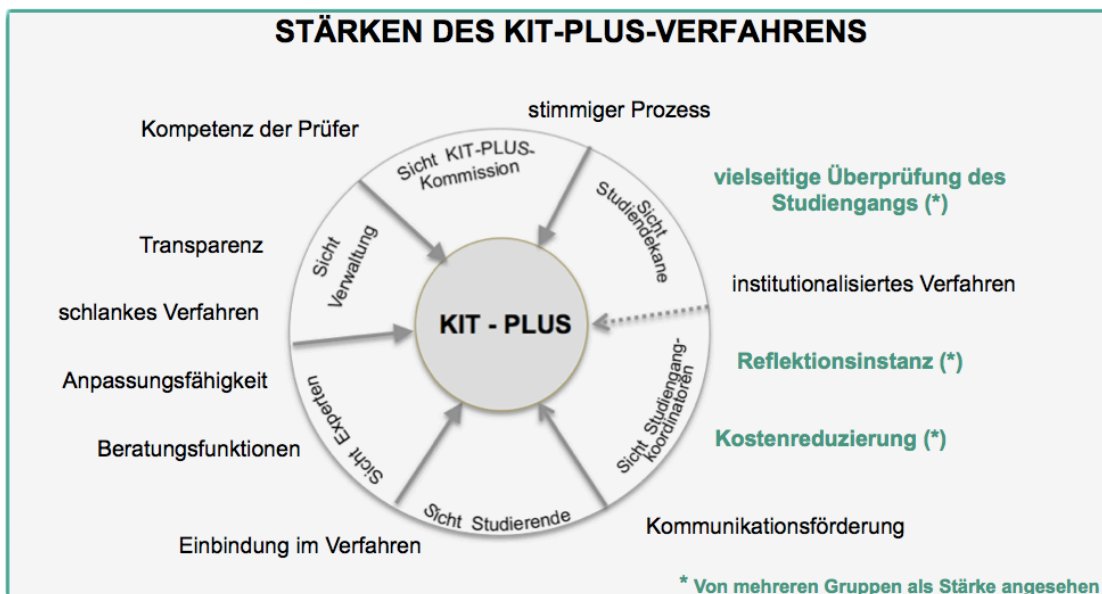 STÄRKEN DES KIT-PLUS-VERFAHRENS
stimmiger Prozess
Kompetenz der Prüfer
Sicht KIT-PLUS-
Kommission
vielseitige Überprüfung des
Studiengangs (*)
Sicht
Studiendekane
Sicht
Verwaltung
Transparenz
institutionalisiertes Verfahren
schlankes Verfahren
KIT - PLUS
Reflektionsinstanz (*)
Anpassungsfähigkeit
Sicht Studiengang-
koordinatoren
Sicht Experten
Kostenreduzierung (*)
Beratungsfunktionen
Sicht Studierende
Kommunikationsförderung
Einbindung im Verfahren
* Von mehreren Gruppen als Stärke angesehen